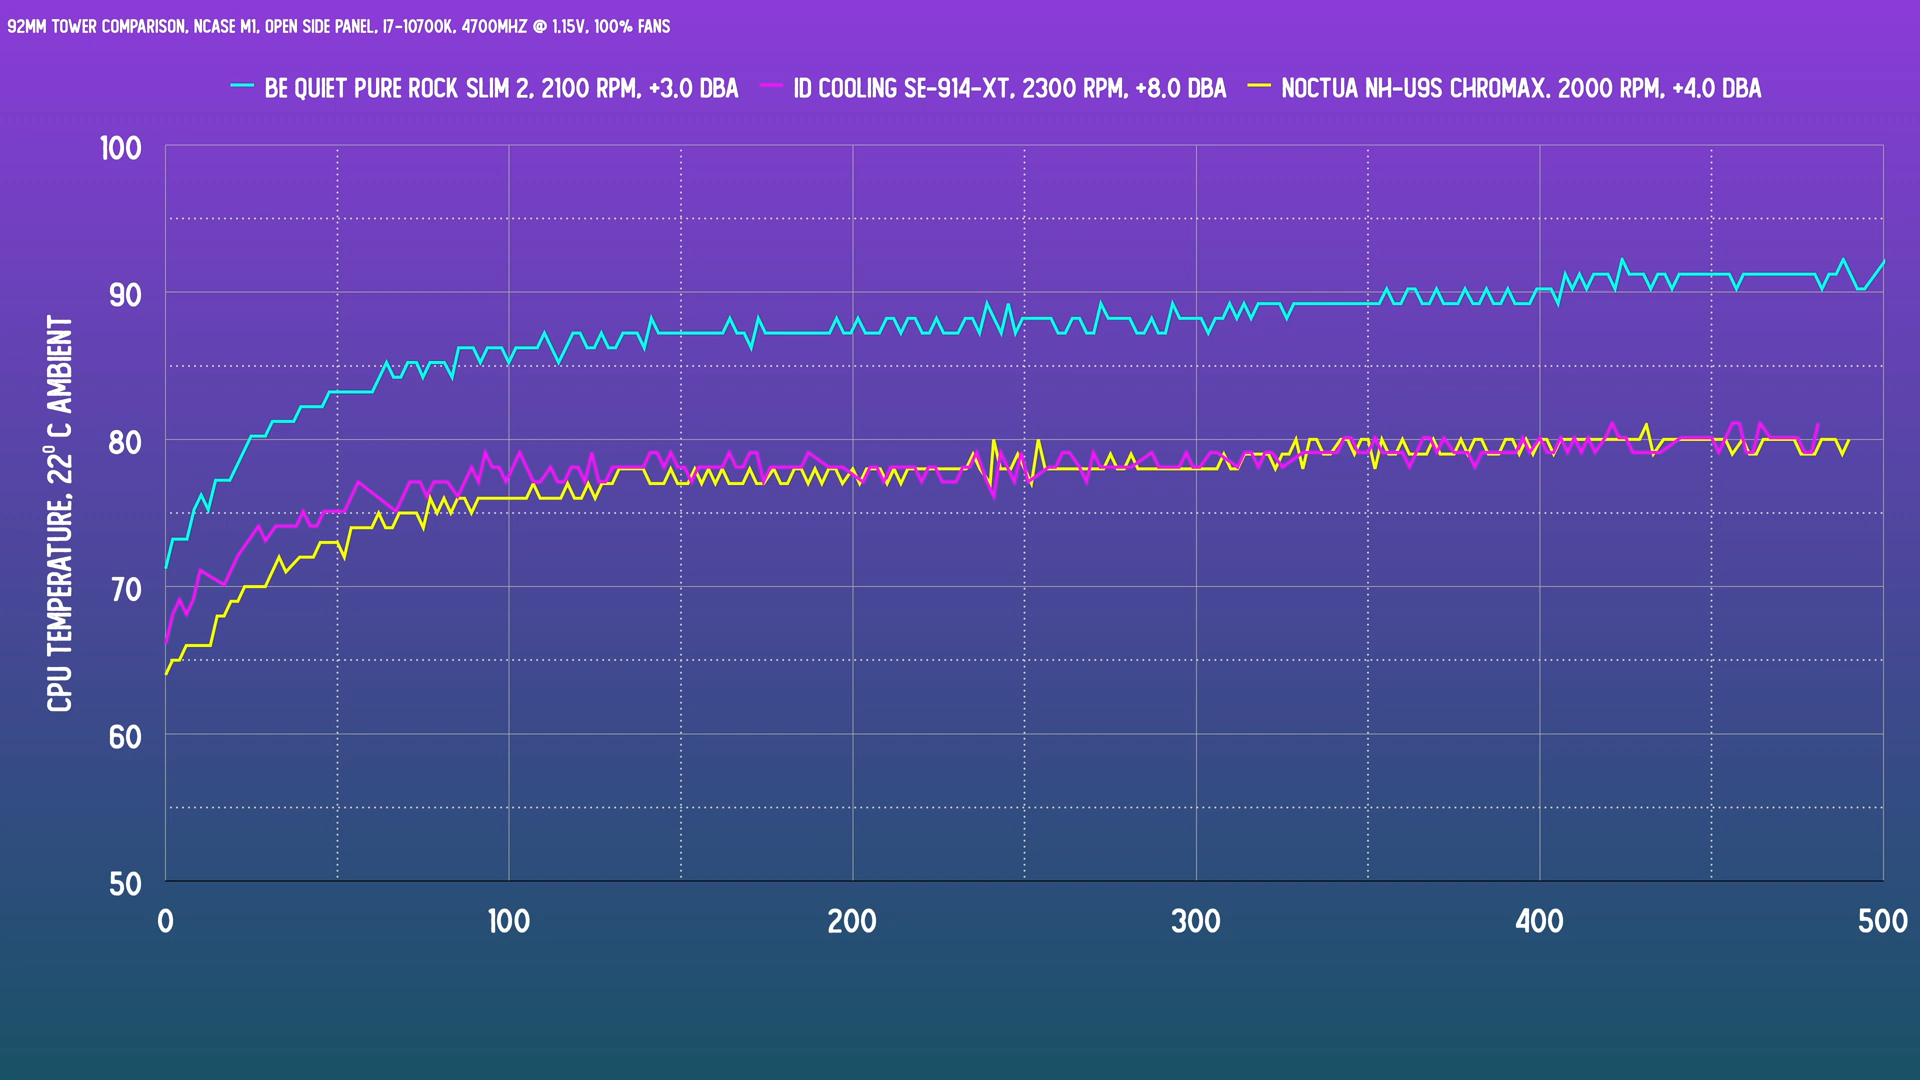 92MM TOWER COMPARISON, NCASE M1, OPEN SIDE PANEL, I7-10700K, 4700MHZ @ 1.15V, 100% FANS
BE QUIET PURE ROCK SLIM 2, 2100 RPM, +3.0 DBA
ID COOLING SE-914-XT, 2300 RPM, +8.0 DBA
NOCTUA NH-U9S CHROMAX. 2000 RPM, +4.0 DBA
CPU TEMPERATURE, 22⁰ C AMBIENT
100
90
80
70
60
50
0 100 200 300 400 500